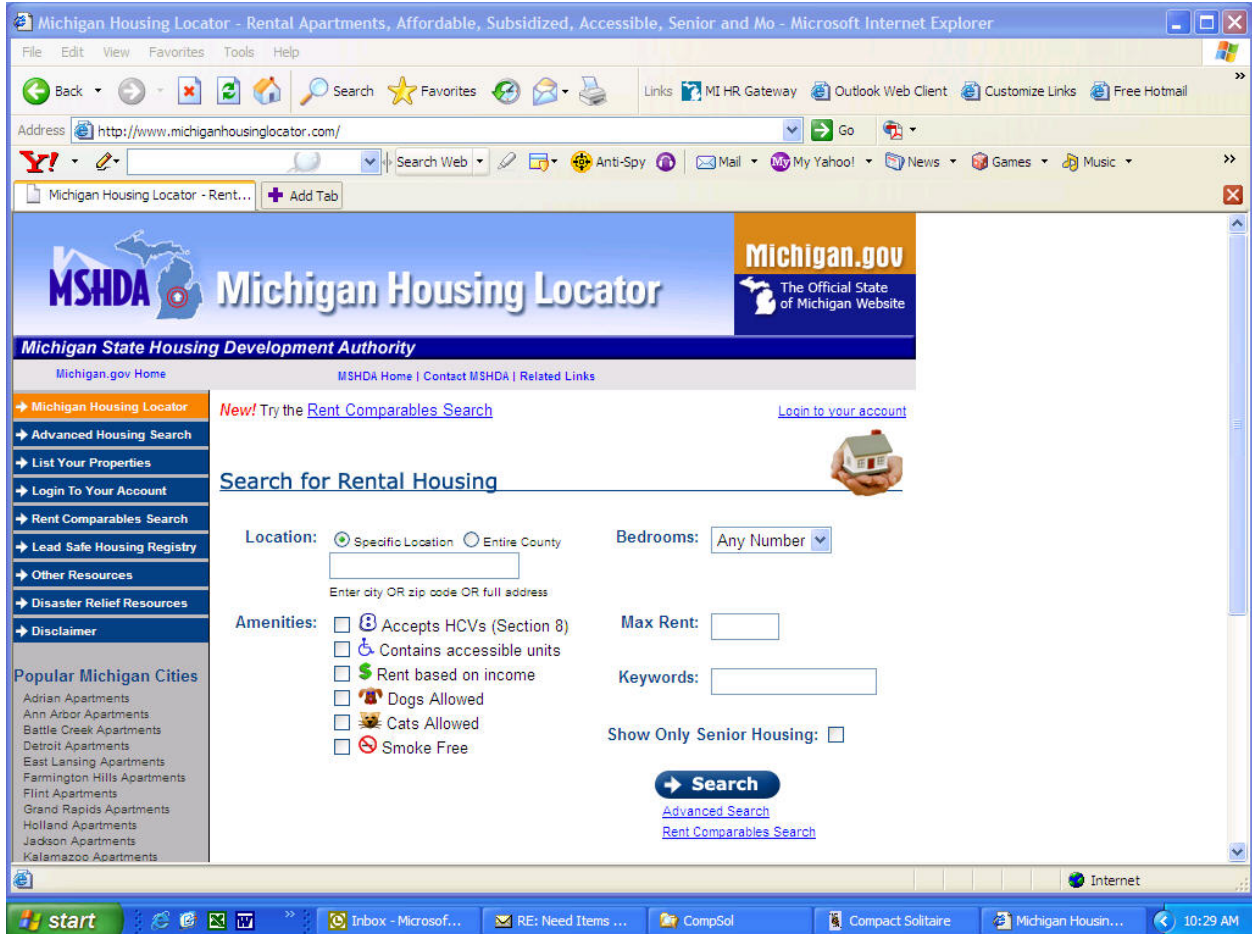 Michigan Housing Locator - Rental Apartments, Affordable, Subsidized, Accessible, Senior and Mo - Microsoft Internet Explorer
File Edit View Favorites Tools Help
Back Search Favorites Links MI HR Gateway Outlook Web Client Customize Links Free Hotmail »
Address http://www.michiganhousinglocator.com/ Go
Y! Search Web Anti-Spy Mail My My Yahoo! News Games Music »
Michigan Housing Locator - Rent... Add Tab
MSHDA Michigan Housing Locator
Michigan.gov
The Official State
of Michigan Website
Michigan State Housing Development Authority
Michigan.gov Home MSHDA Home | Contact MSHDA | Related Links
Michigan Housing Locator
Advanced Housing Search
List Your Properties
Login To Your Account
Rent Comparables Search
Lead Safe Housing Registry
Other Resources
Disaster Relief Resources
Disclaimer
Popular Michigan Cities
Adrian Apartments
Ann Arbor Apartments
Battle Creek Apartments
Detroit Apartments
East Lansing Apartments
Farmington Hills Apartments
Flint Apartments
Grand Rapids Apartments
Holland Apartments
Jackson Apartments
Kalamazoo Apartments
New! Try the Rent Comparables Search Login to your account
Search for Rental Housing
Location: Specific Location Entire County
Enter city OR zip code OR full address
Bedrooms: Any Number
Amenities: Accepts HCVs (Section 8)
Contains accessible units
$ Rent based on income
Dogs Allowed
Cats Allowed
Smoke Free
Max Rent:
Keywords:
Show Only Senior Housing:
Search
Advanced Search
Rent Comparables Search
Internet
start » Inbox - Microsof... RE: Need Items ... CompSol Compact Solitaire Michigan Housin... 10:29 AM